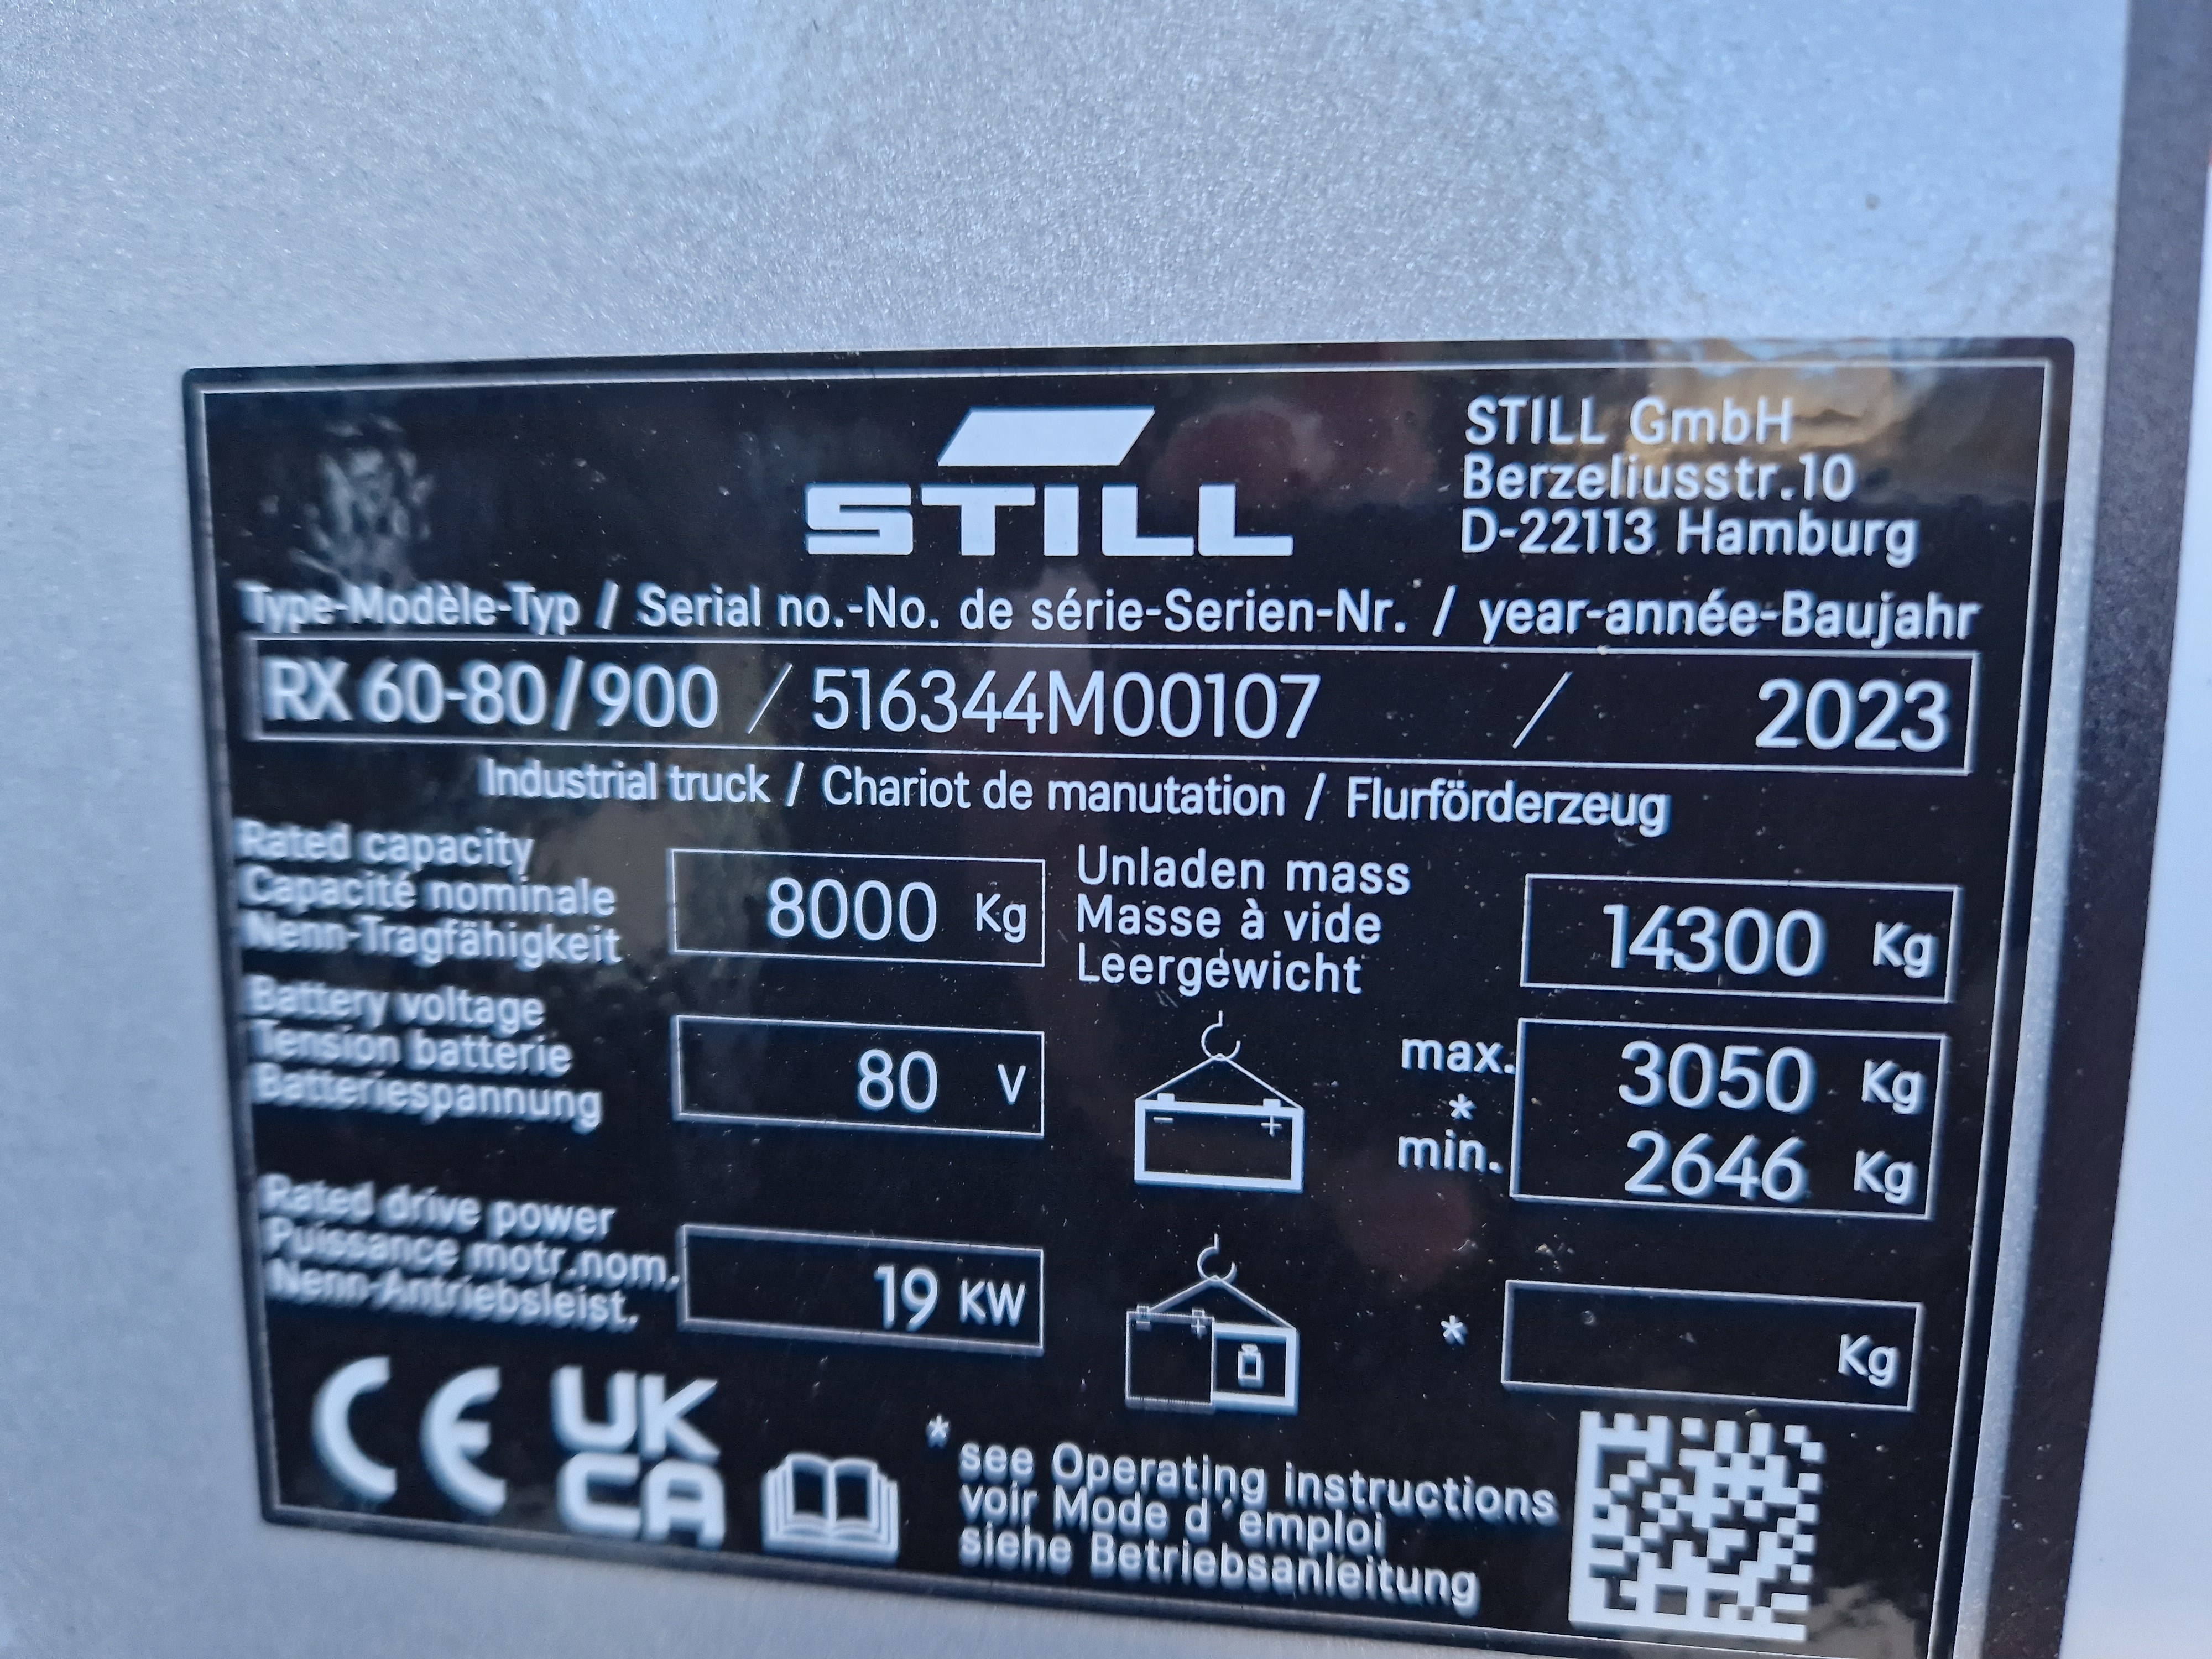 STILL
STILL GmbH
Berzeliusstr.10
D-22113 Hamburg
Type-Modèle-Typ / Serial no.-No. de série-Serien-Nr. / year-année-Baujahr
RX 60-80/900 / 516344M00107 / 2023
Industrial truck / Chariot de manutation / Flurförderzeug
Rated capacity
Capacité nominale
Nenn-Tragfähigkeit
8000 Kg
Unladen mass
Masse à vide
Leergewicht
14300 Kg
Battery voltage
Tension batterie
Batteriespannung
80 V
- +
max. 3050 Kg
*
min. 2646 Kg
Rated drive power
Puissance motr.nom.
Nenn-Antriebsleist.
19 KW
- +
* Kg
CE UK
CA
* see Operating instructions
voir Mode d'emploi
siehe Betriebsanleitung